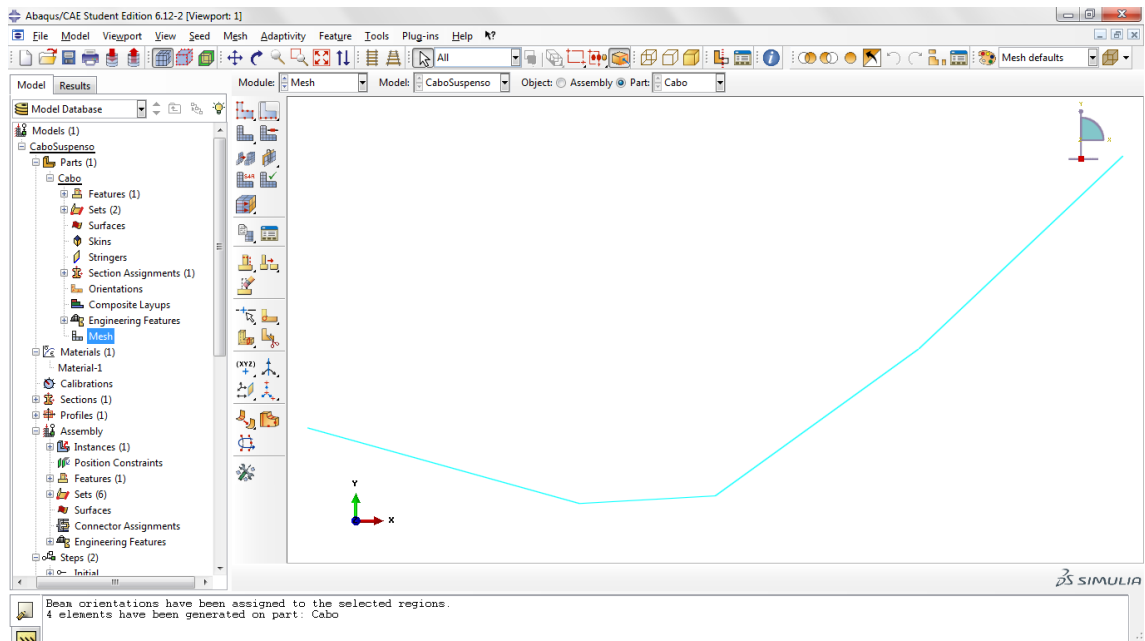 Abaqus/CAE Student Edition 6.12-2 [Viewport: 1]
File Model Viewport View Seed Mesh Adaptivity Feature Tools Plug-ins Help
All Mesh defaults
Model Results Module: Mesh Model: CaboSuspenso Object: Assembly Part: Cabo
Model Database
Models (1)
CaboSuspenso
Parts (1)
Cabo
Features (1)
Sets (2)
Surfaces
Skins
Stringers
Section Assignments (1)
Orientations
Composite Layups
Engineering Features
Mesh
Materials (1)
Material-1
Calibrations
Sections (1)
Profiles (1)
Assembly
Instances (1)
Position Constraints
Features (1)
Sets (6)
Surfaces
Connector Assignments
Engineering Features
Steps (2)
Initial
S4R
(XYZ)
Y
X
Y
X
SIMULIA
Beam orientations have been assigned to the selected regions.
4 elements have been generated on part: Cabo